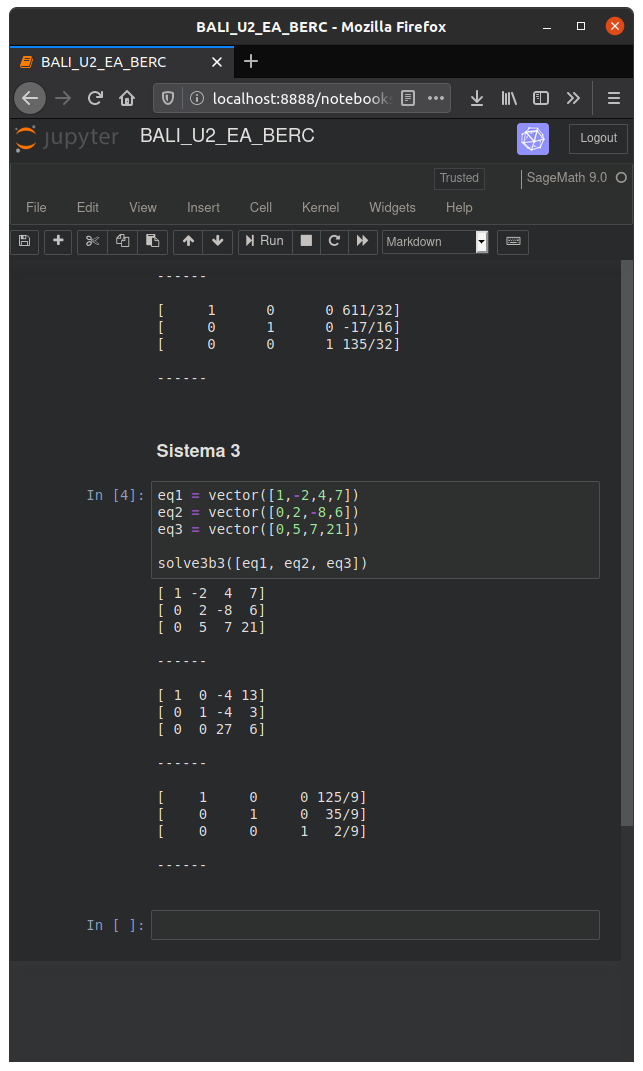 BALI_U2_EA_BERC - Mozilla Firefox
BALI_U2_EA_BERC
localhost:8888/notebook
jupyter BALI_U2_EA_BERC Logout
Trusted SageMath 9.0
File Edit View Insert Cell Kernel Widgets Help
Run Markdown
------
[     1      0      0 611/32]
[     0      1      0 -17/16]
[     0      0      1 135/32]
------
Sistema 3
In [4]: eq1 = vector([1,-2,4,7])
eq2 = vector([0,2,-8,6])
eq3 = vector([0,5,7,21])
solve3b3([eq1, eq2, eq3])
[ 1 -2  4  7]
[ 0  2 -8  6]
[ 0  5  7 21]
------
[ 1  0 -4 13]
[ 0  1 -4  3]
[ 0  0 27  6]
------
[     1     0     0 125/9]
[     0     1     0  35/9]
[     0     0     1   2/9]
------
In [ ]: